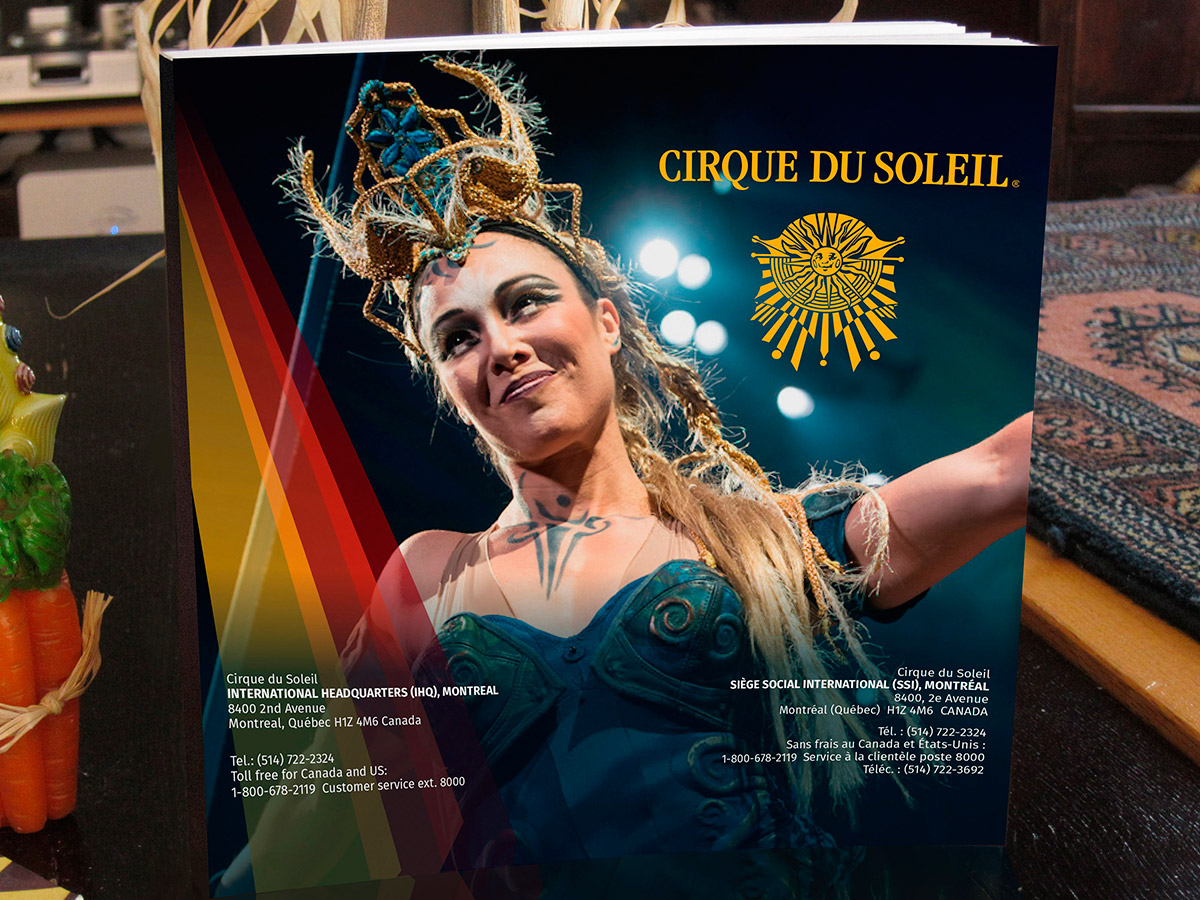 CIRQUE DU SOLEIL®
Cirque du Soleil
INTERNATIONAL HEADQUARTERS (IHQ), MONTREAL
8400 2nd Avenue
Montreal, Québec H1Z 4M6 Canada
Tel.: (514) 722-2324
Toll free for Canada and US:
1-800-678-2119 Customer service ext. 8000
Cirque du Soleil
SIÈGE SOCIAL INTERNATIONAL (SSI), MONTRÉAL
8400, 2e Avenue
Montréal (Québec) H1Z 4M6 CANADA
Tél. : (514) 722-2324
Sans frais au Canada et États-Unis :
1-800-678-2119 Service à la clientèle poste 8000
Téléc. : (514) 722-3692